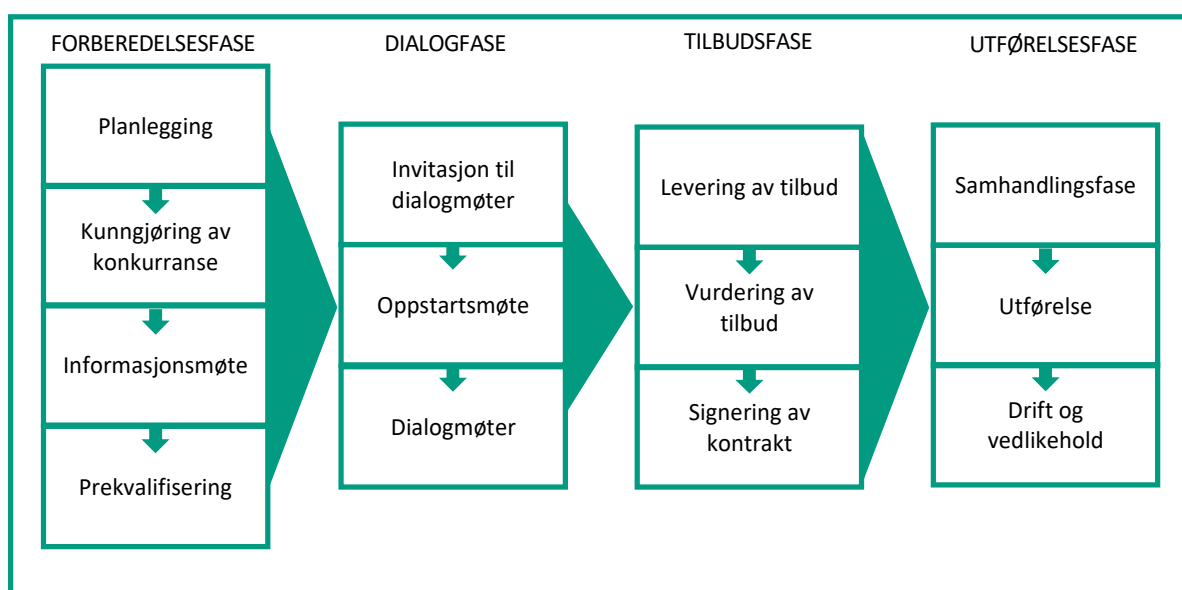 FORBEREDELSESFASE
Planlegging
Kunngjøring av
konkurranse
Informasjonsmøte
Prekvalifisering
DIALOGFASE
Invitasjon til
dialogmøter
Oppstartsmøte
Dialogmøter
TILBUDSFASE
Levering av tilbud
Vurdering av
tilbud
Signering av
kontrakt
UTFØRELSESFASE
Samhandlingsfase
Utførelse
Drift og
vedlikehold